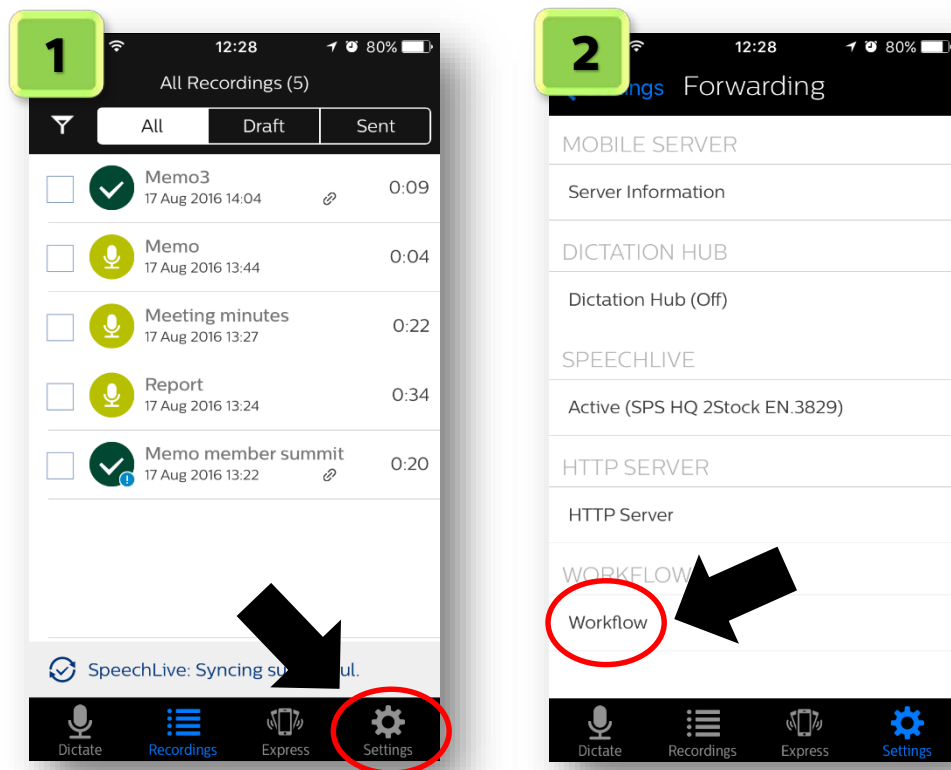 1
12:28
80%
All Recordings (5)
All Draft Sent
Memo3
17 Aug 2016 14:04
0:09
Memo
17 Aug 2016 13:44
0:04
Meeting minutes
17 Aug 2016 13:27
0:22
Report
17 Aug 2016 13:24
0:34
Memo member summit
17 Aug 2016 13:22
0:20
SpeechLive: Syncing
Dictate Recordings Express Settings
2
12:28
80%
Forwarding
MOBILE SERVER
Server Information
DICTATION HUB
Dictation Hub (Off)
SPEECHLIVE
Active (SPS HQ 2Stock EN.3829)
HTTP SERVER
HTTP Server
WORKFLOW
Workflow
Dictate Recordings Express Settings